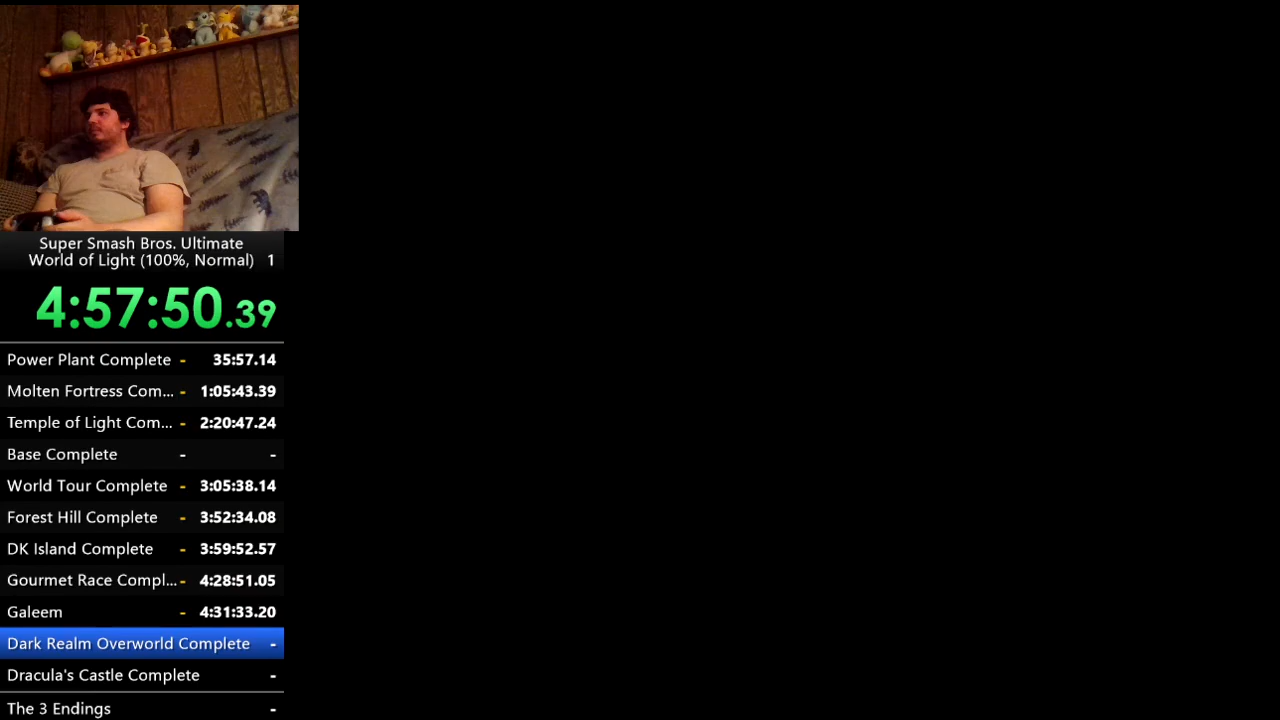 Super Smash Bros. Ultimate
World of Light (100%, Normal) 1
4:57:50.39
Power Plant Complete - 35:57.14
Molten Fortress Com... - 1:05:43.39
Temple of Light Com... - 2:20:47.24
Base Complete - -
World Tour Complete - 3:05:38.14
Forest Hill Complete - 3:52:34.08
DK Island Complete - 3:59:52.57
Gourmet Race Compl... - 4:28:51.05
Galeem - 4:31:33.20
Dark Realm Overworld Complete -
Dracula's Castle Complete -
The 3 Endings -